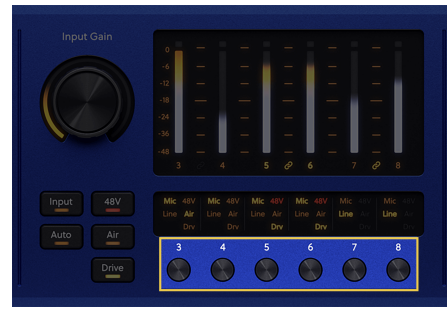 Input Gain
0
-6
-12
-18
-24
-36
-48
3 4 5 6 7 8
Input 48V
Auto Air
Drive
Mic 48V Mic 48V Mic 48V Mic 48V Mic 48V Mic 48V
Line Air Line Air Line Air Line Air Line Air Line Air
Drv Drv Drv Drv
3 4 5 6 7 8